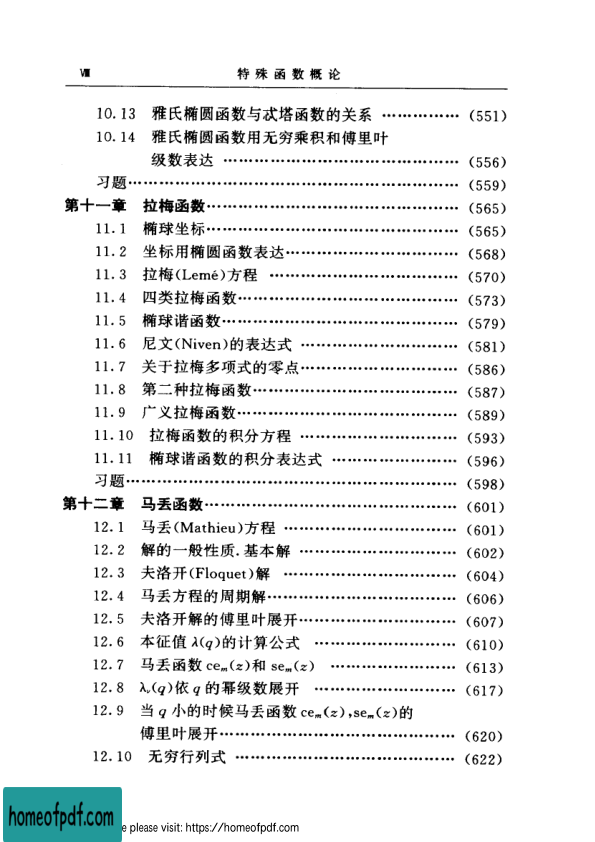 Ⅷ 特殊函数概论
10.13 雅氏椭圆函数与忒塔函数的关系 ……………(551)
10.14 雅氏椭圆函数用无穷乘积和傅里叶
级数表达 ……………………………………(556)
习题……………………………………………………(559)
第十一章 拉梅函数……………………………………(565)
11.1 椭球坐标……………………………………(565)
11.2 坐标用椭圆函数表达………………………(568)
11.3 拉梅(Lemé)方程 …………………………(570)
11.4 四类拉梅函数………………………………(573)
11.5 椭球谐函数…………………………………(579)
11.6 尼文(Niven)的表达式 ……………………(581)
11.7 关于拉梅多项式的零点……………………(586)
11.8 第二种拉梅函数……………………………(587)
11.9 广义拉梅函数………………………………(589)
11.10 拉梅函数的积分方程 ……………………(593)
11.11 椭球谐函数的积分表达式 ………………(596)
习题……………………………………………………(598)
第十二章 马丢函数……………………………………(601)
12.1 马丢(Mathieu)方程 ………………………(601)
12.2 解的一般性质.基本解 ……………………(602)
12.3 夫洛开(Floquet)解 ………………………(604)
12.4 马丢方程的周期解…………………………(606)
12.5 夫洛开解的傅里叶展开……………………(607)
12.6 本征值 λ(q)的计算公式 …………………(610)
12.7 马丢函数 ceₘ(z)和 seₘ(z) ………………(613)
12.8 λᵥ(q)依 q 的幂级数展开 …………………(617)
12.9 当 q 小的时候马丢函数 ceₘ(z),seₘ(z)的
傅里叶展开……………………………………(620)
12.10 无穷行列式 ………………………………(622)
homeofpdf.com
e please visit: https://homeofpdf.com